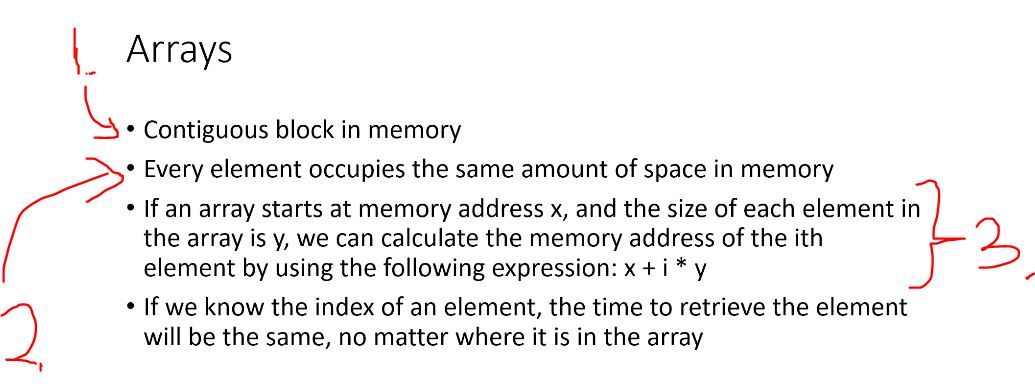 1. Arrays
• Contiguous block in memory
• Every element occupies the same amount of space in memory
• If an array starts at memory address x, and the size of each element in
the array is y, we can calculate the memory address of the ith
element by using the following expression: x + i * y
3.
• If we know the index of an element, the time to retrieve the element
will be the same, no matter where it is in the array
2.